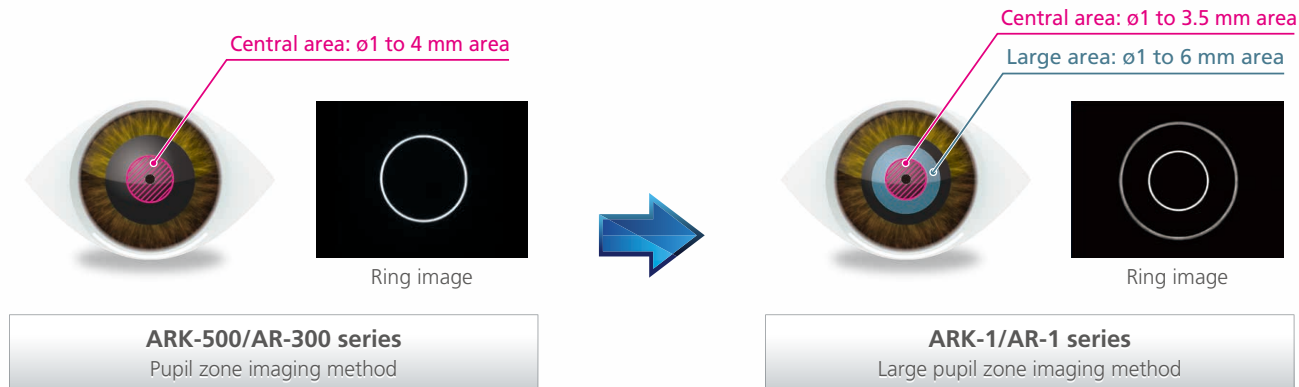 Central area: ø1 to 4 mm area
Ring image
ARK-500/AR-300 series
Pupil zone imaging method
Central area: ø1 to 3.5 mm area
Large area: ø1 to 6 mm area
Ring image
ARK-1/AR-1 series
Large pupil zone imaging method